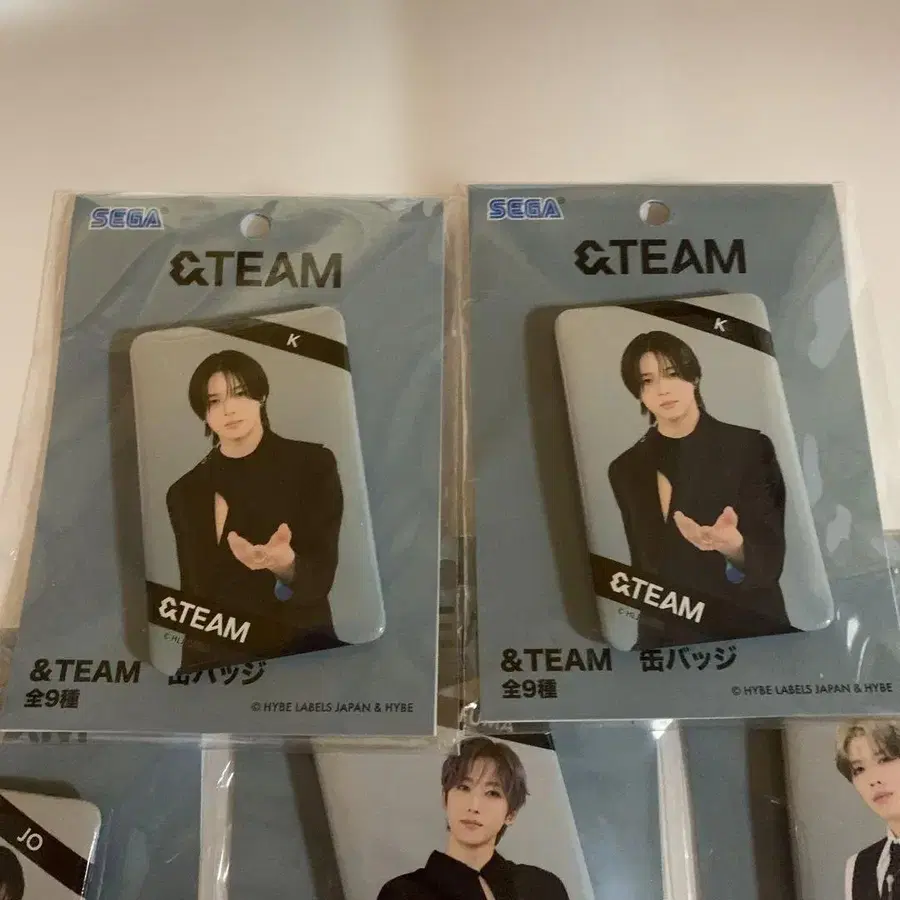 SEGA
&TEAM
K
&TEAM
&TEAM 缶バッジ
全9種
© HYBE LABELS JAPAN & HYBE
SEGA
&TEAM
K
&TEAM
&TEAM 缶バッジ
全9種
© HYBE LABELS JAPAN & HYBE
JO